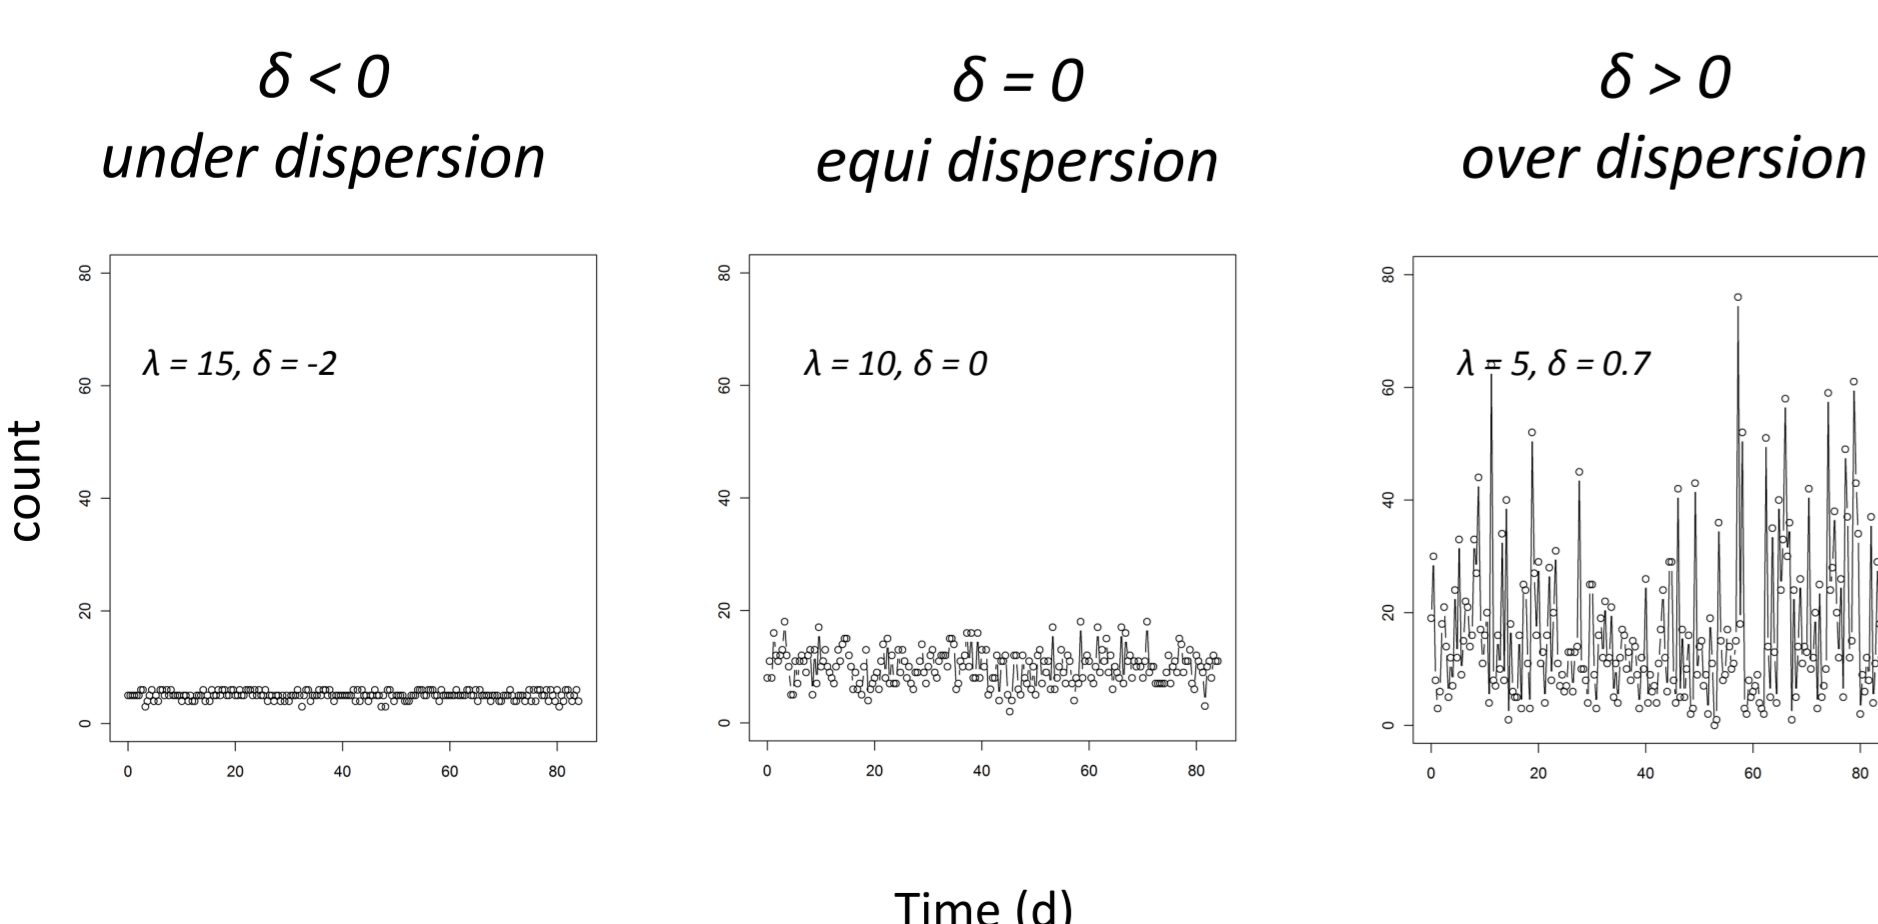 δ < 0
under dispersion
δ = 0
equi dispersion
δ > 0
over dispersion
count
80
60
40
20
0
λ = 15, δ = -2
0 20 40 60 80
80
60
40
20
0
λ = 10, δ = 0
0 20 40 60 80
80
60
40
20
0
λ = 5, δ = 0.7
0 20 40 60 80
Time (d)